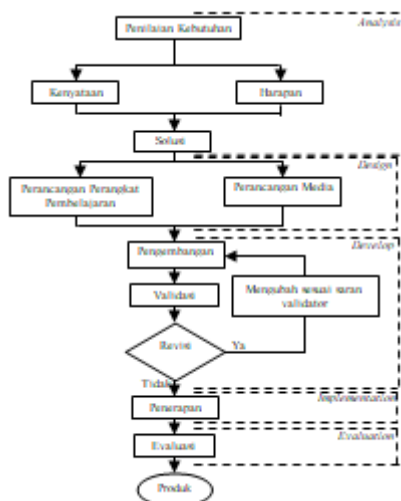 Penilaian Kebutuhan
Analysis
Kenyataan
Harapan
Solusi
Design
Perancangan Perangkat
Pembelajaran
Perancangan Media
Develop
Pengembangan
Mengubah sesuai saran
validator
Validasi
Revisi
Ya
Tidak
Implementation
Penerapan
Evaluation
Evaluasi
Produk